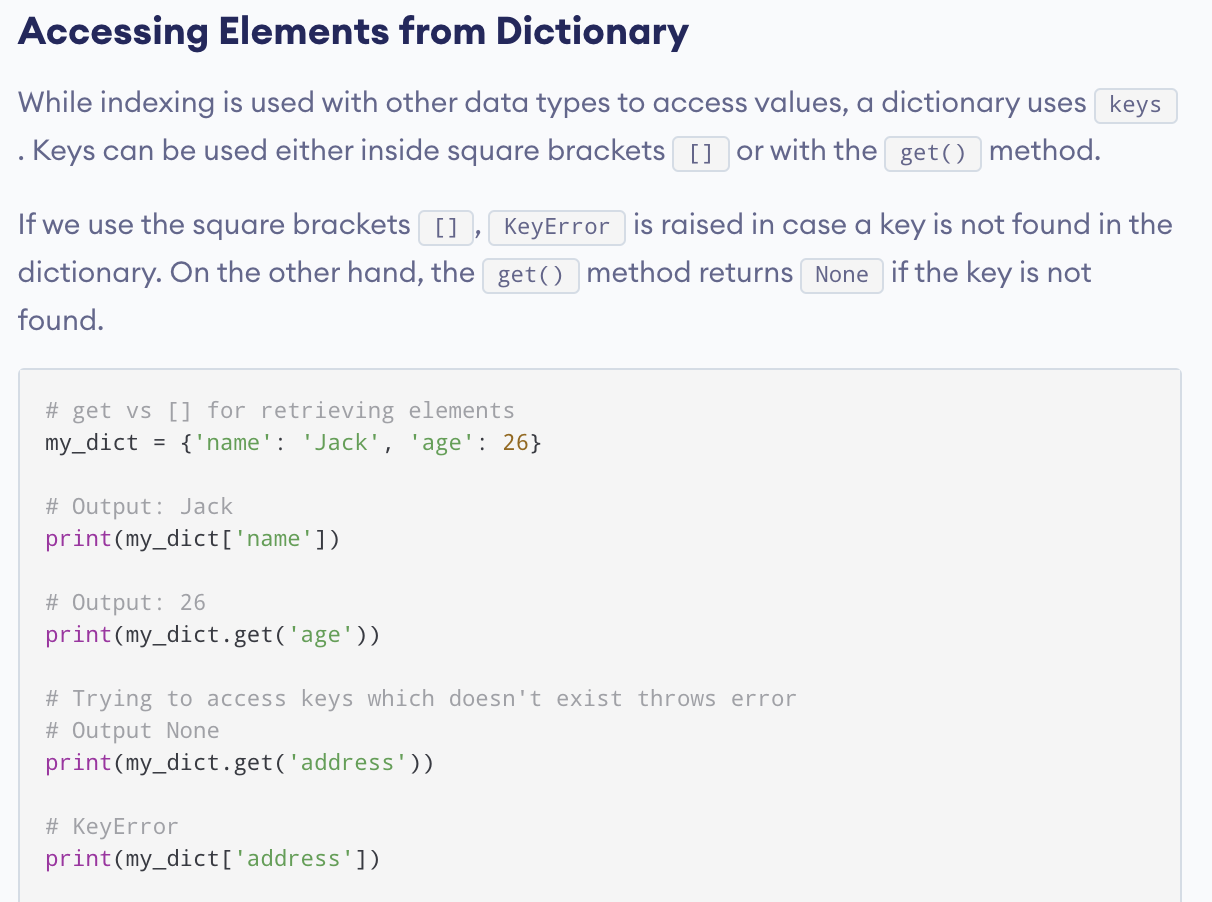 Accessing Elements from Dictionary
While indexing is used with other data types to access values, a dictionary uses keys
. Keys can be used either inside square brackets [] or with the get() method.
If we use the square brackets [], KeyError is raised in case a key is not found in the
dictionary. On the other hand, the get() method returns None if the key is not
found.
# get vs [] for retrieving elements
my_dict = {'name': 'Jack', 'age': 26}
# Output: Jack
print(my_dict['name'])
# Output: 26
print(my_dict.get('age'))
# Trying to access keys which doesn't exist throws error
# Output None
print(my_dict.get('address'))
# KeyError
print(my_dict['address'])